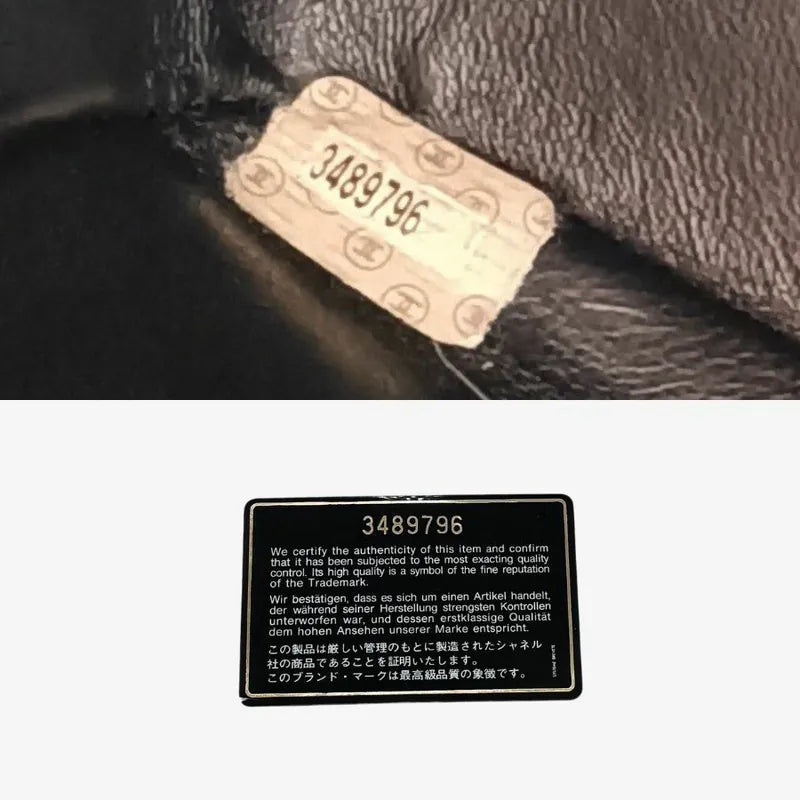 3489796
3489796
We certify the authenticity of this item and confirm
that it has been subjected to the most exacting quality
control. Its high quality is a symbol of the fine reputation
of the Trademark.
Wir bestätigen, dass es sich um einen Artikel handelt,
der während seiner Herstellung strengsten Kontrollen
unterworfen war, und dessen erstklassige Qualität
dem hohen Ansehen unserer Marke entspricht.
この製品は厳しい管理のもとに製造されたシャネル
社の商品であることを証明いたします。
このブランド・マークは最高級品質の象徴です。